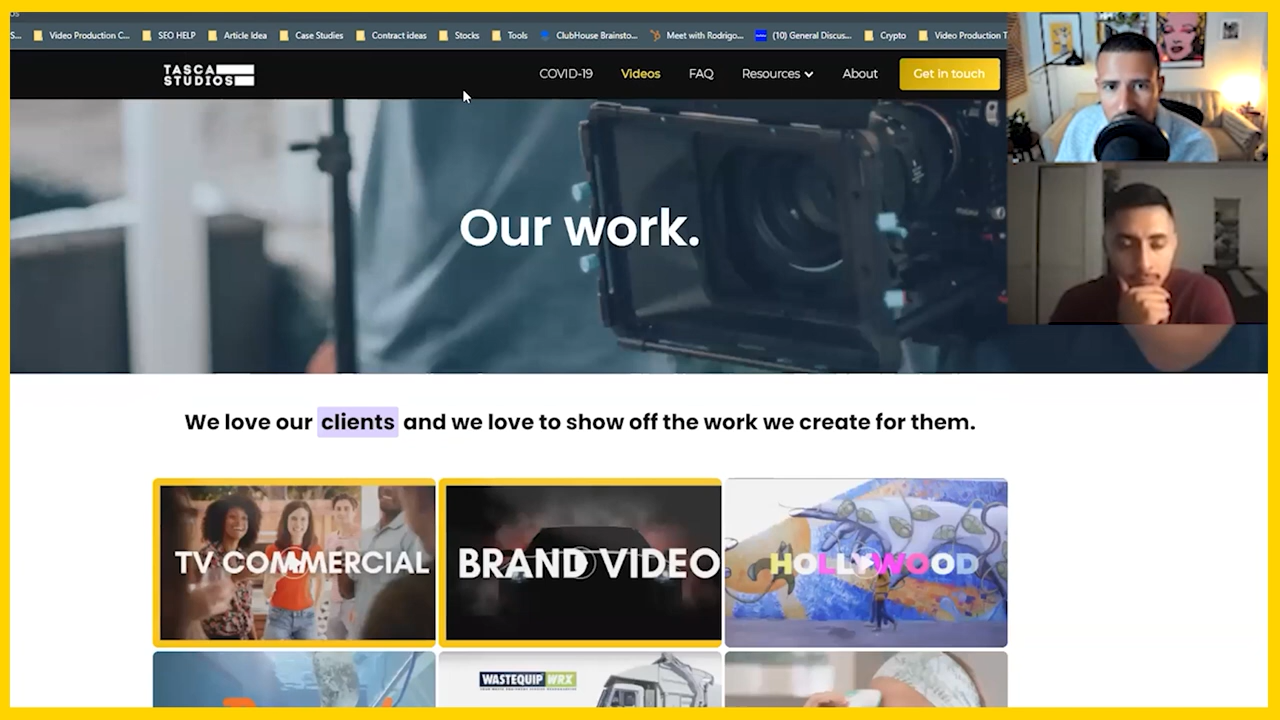 Video Production C...
SEO HELP
Article Idea
Case Studies
Contract ideas
Stocks
Tools
ClubHouse Brainsto...
Meet with Rodrigo...
(10) General Discus...
Crypto
Video Production T
TASCA
STUDIOS
COVID-19
Videos
FAQ
Resources
About
Get in touch
Our work.
We love our clients and we love to show off the work we create for them.
TV COMMERCIAL
BRAND VIDEO
HOLLYWOOD
WASTEQUIP WRX